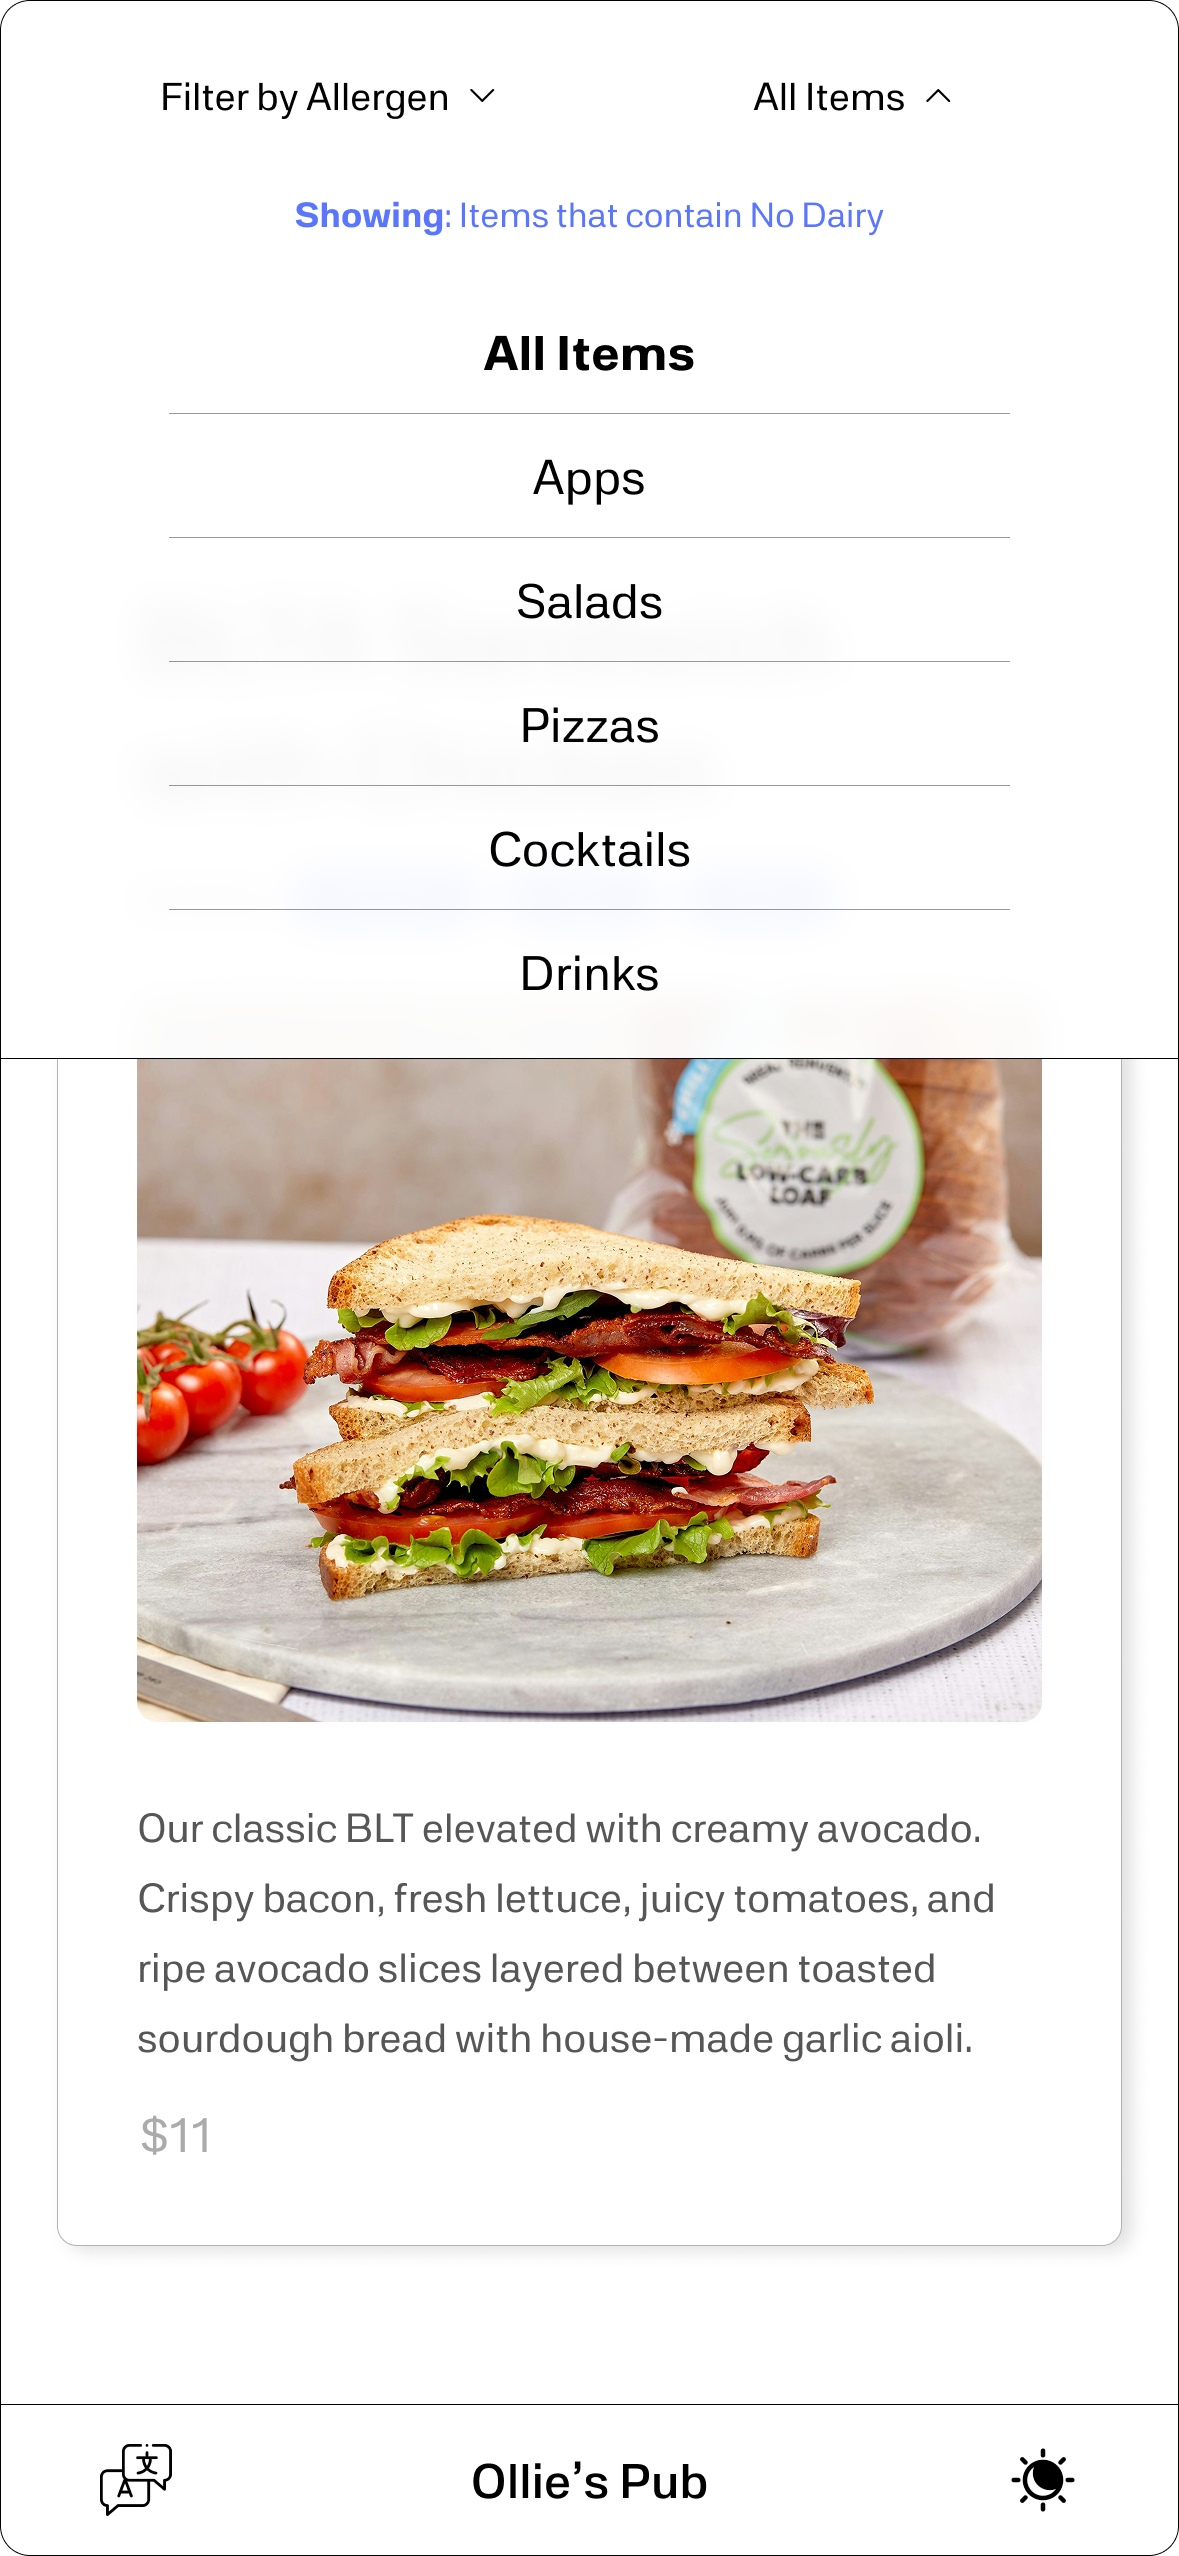 Filter by Allergen
All Items
Showing: Items that contain No Dairy
All Items
Apps
Salads
Pizzas
Cocktails
Drinks
THE
Seriously
LOW-CARB
LOAF
Our classic BLT elevated with creamy avocado.
Crispy bacon, fresh lettuce, juicy tomatoes, and
ripe avocado slices layered between toasted
sourdough bread with house-made garlic aioli.
$11
文
A
Ollie’s Pub